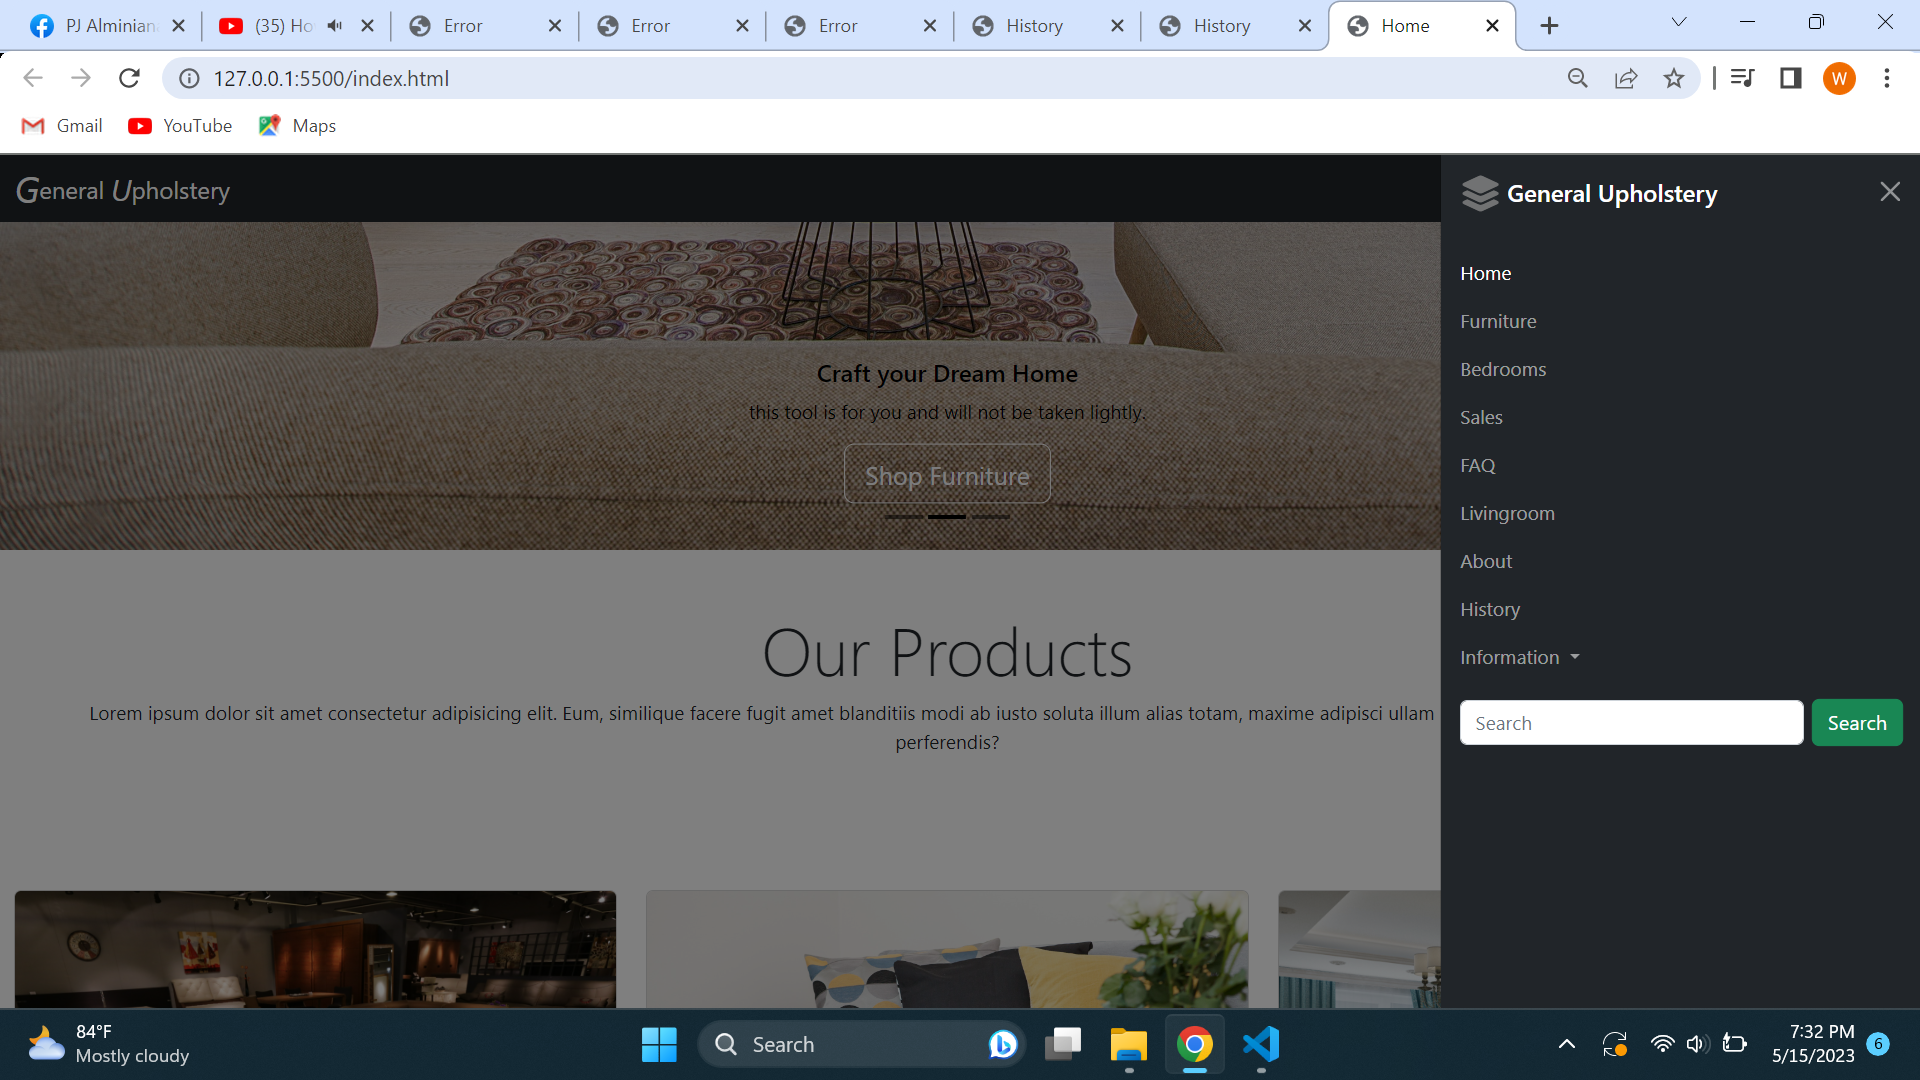 PJ Alminian
(35) Ho
Error
Error
Error
History
History
Home
127.0.0.1:5500/index.html
W
Gmail
YouTube
Maps
General Upholstery
General Upholstery
Home
Furniture
Bedrooms
Sales
FAQ
Livingroom
About
History
Information
Search
Search
Craft your Dream Home
this tool is for you and will not be taken lightly.
Shop Furniture
Our Products
Lorem ipsum dolor sit amet consectetur adipisicing elit. Eum, similique facere fugit amet blanditiis modi ab iusto soluta illum alias totam, maxime adipisci ullam
perferendis?
84°F
Mostly cloudy
Search
7:32 PM
5/15/2023
6